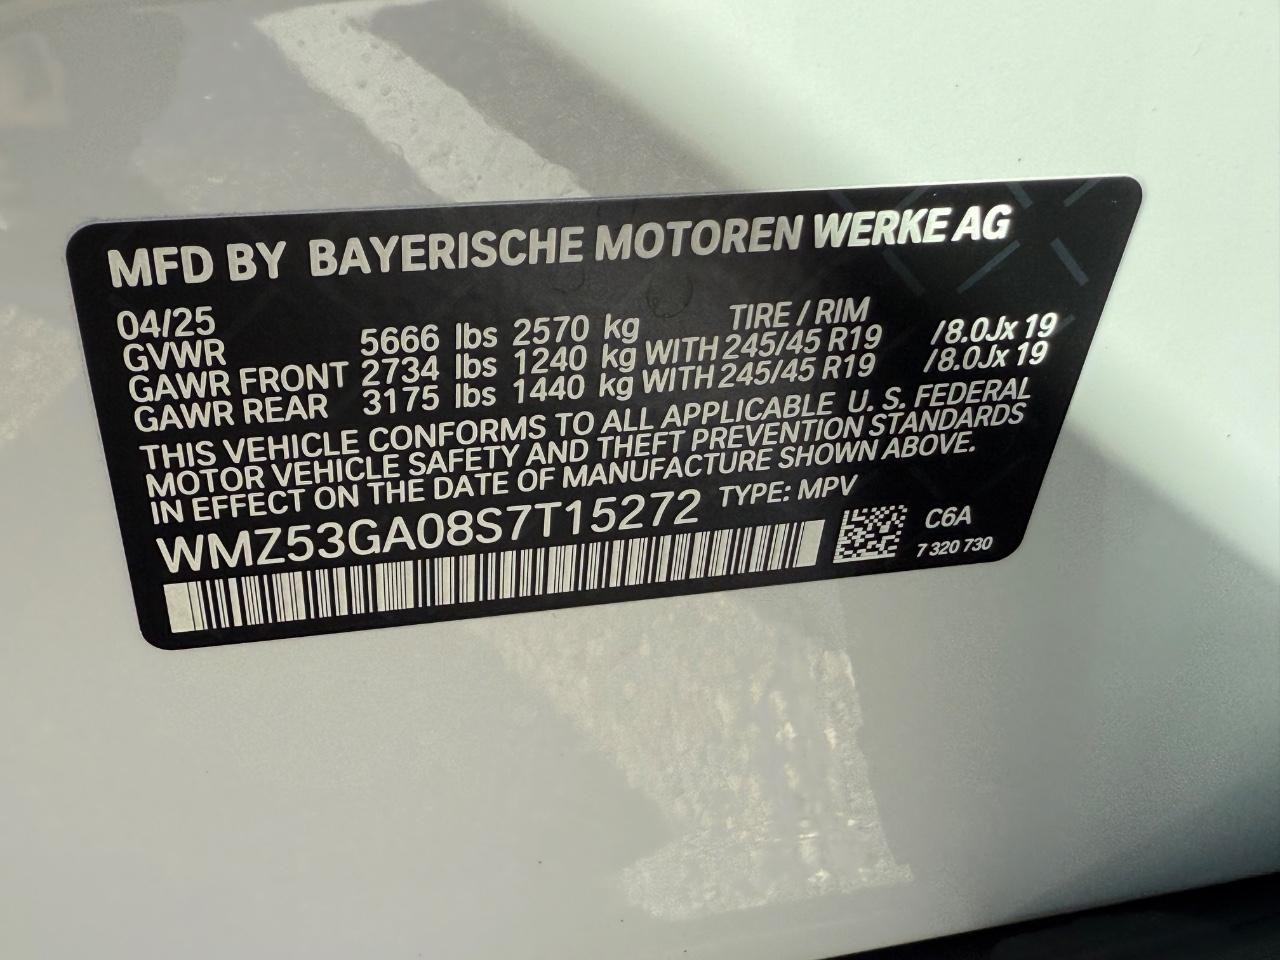 MFD BY BAYERISCHE MOTOREN WERKE AG
04/25 TIRE / RIM
GVWR 5666 lbs 2570 kg
GAWR FRONT 2734 lbs 1240 kg WITH 245/45 R19 /8.0Jx 19
GAWR REAR 3175 lbs 1440 kg WITH 245/45 R19 /8.0Jx 19
THIS VEHICLE CONFORMS TO ALL APPLICABLE U. S. FEDERAL
MOTOR VEHICLE SAFETY AND THEFT PREVENTION STANDARDS
IN EFFECT ON THE DATE OF MANUFACTURE SHOWN ABOVE.
WMZ53GA08S7T15272 TYPE: MPV
C6A
7 320 730